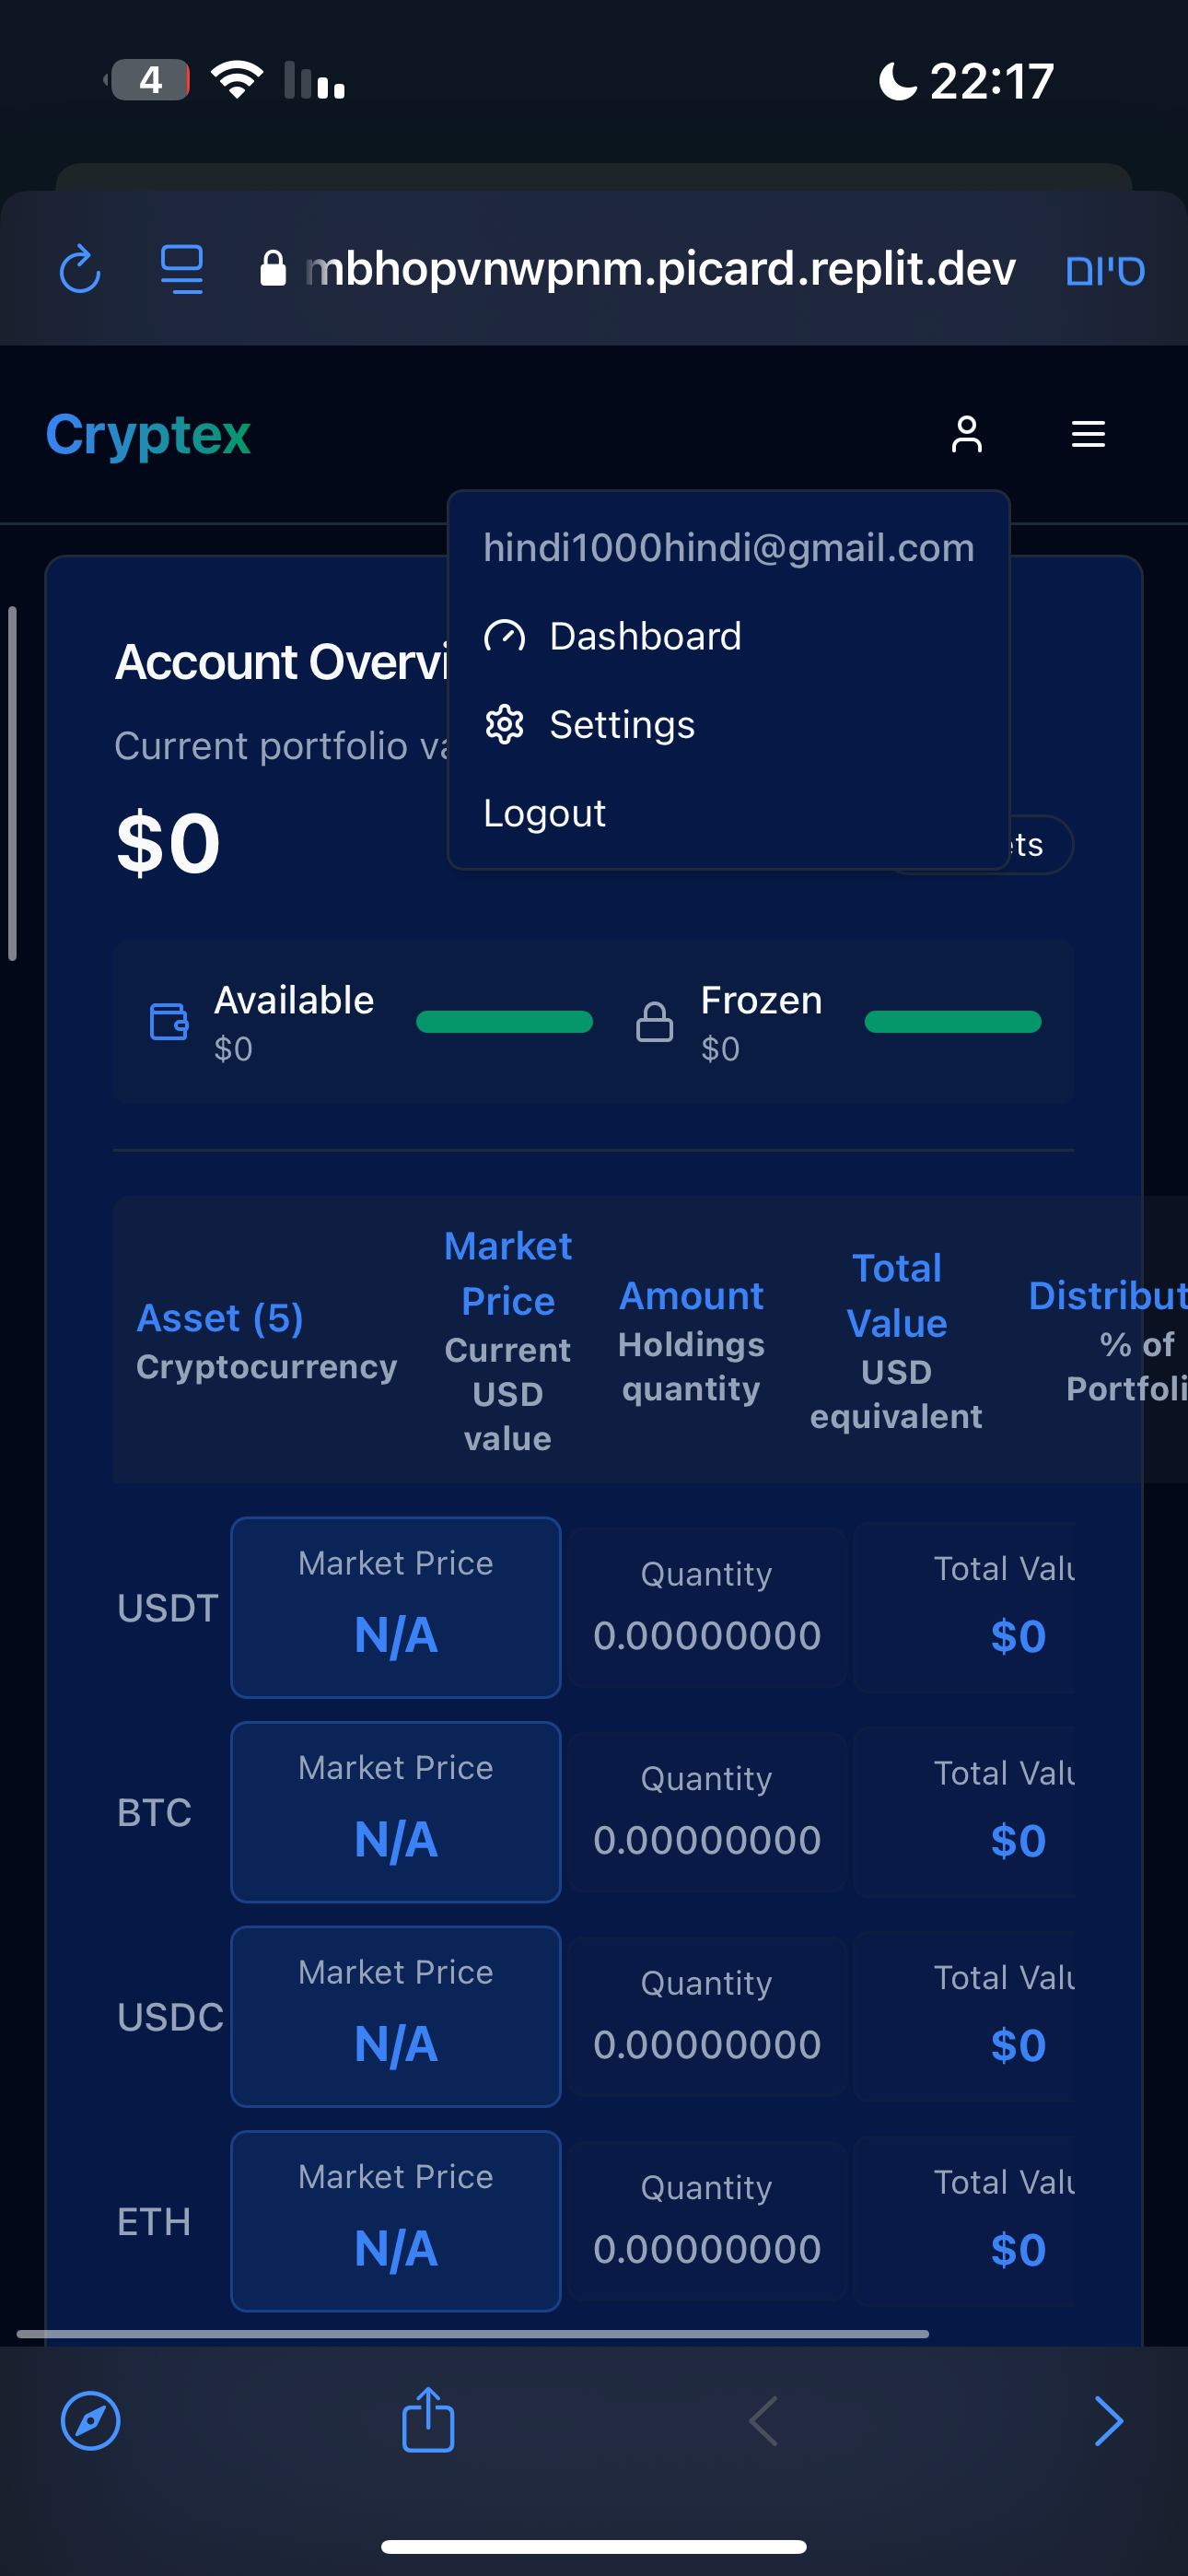 4
22:17
mbhopvnwpnm.picard.replit.dev
סיום
Cryptex
hindi1000hindi@gmail.com
Dashboard
Settings
Logout
Account Overvi
Current portfolio va
$0
ets
Available
$0
Frozen
$0
Asset (5)
Cryptocurrency
Market
Price
Current
USD
value
Amount
Holdings
quantity
Total
Value
USD
equivalent
Distribut
% of
Portfoli
USDT
Market Price
N/A
Quantity
0.00000000
Total Valu
$0
BTC
Market Price
N/A
Quantity
0.00000000
Total Valu
$0
USDC
Market Price
N/A
Quantity
0.00000000
Total Valu
$0
ETH
Market Price
N/A
Quantity
0.00000000
Total Valu
$0